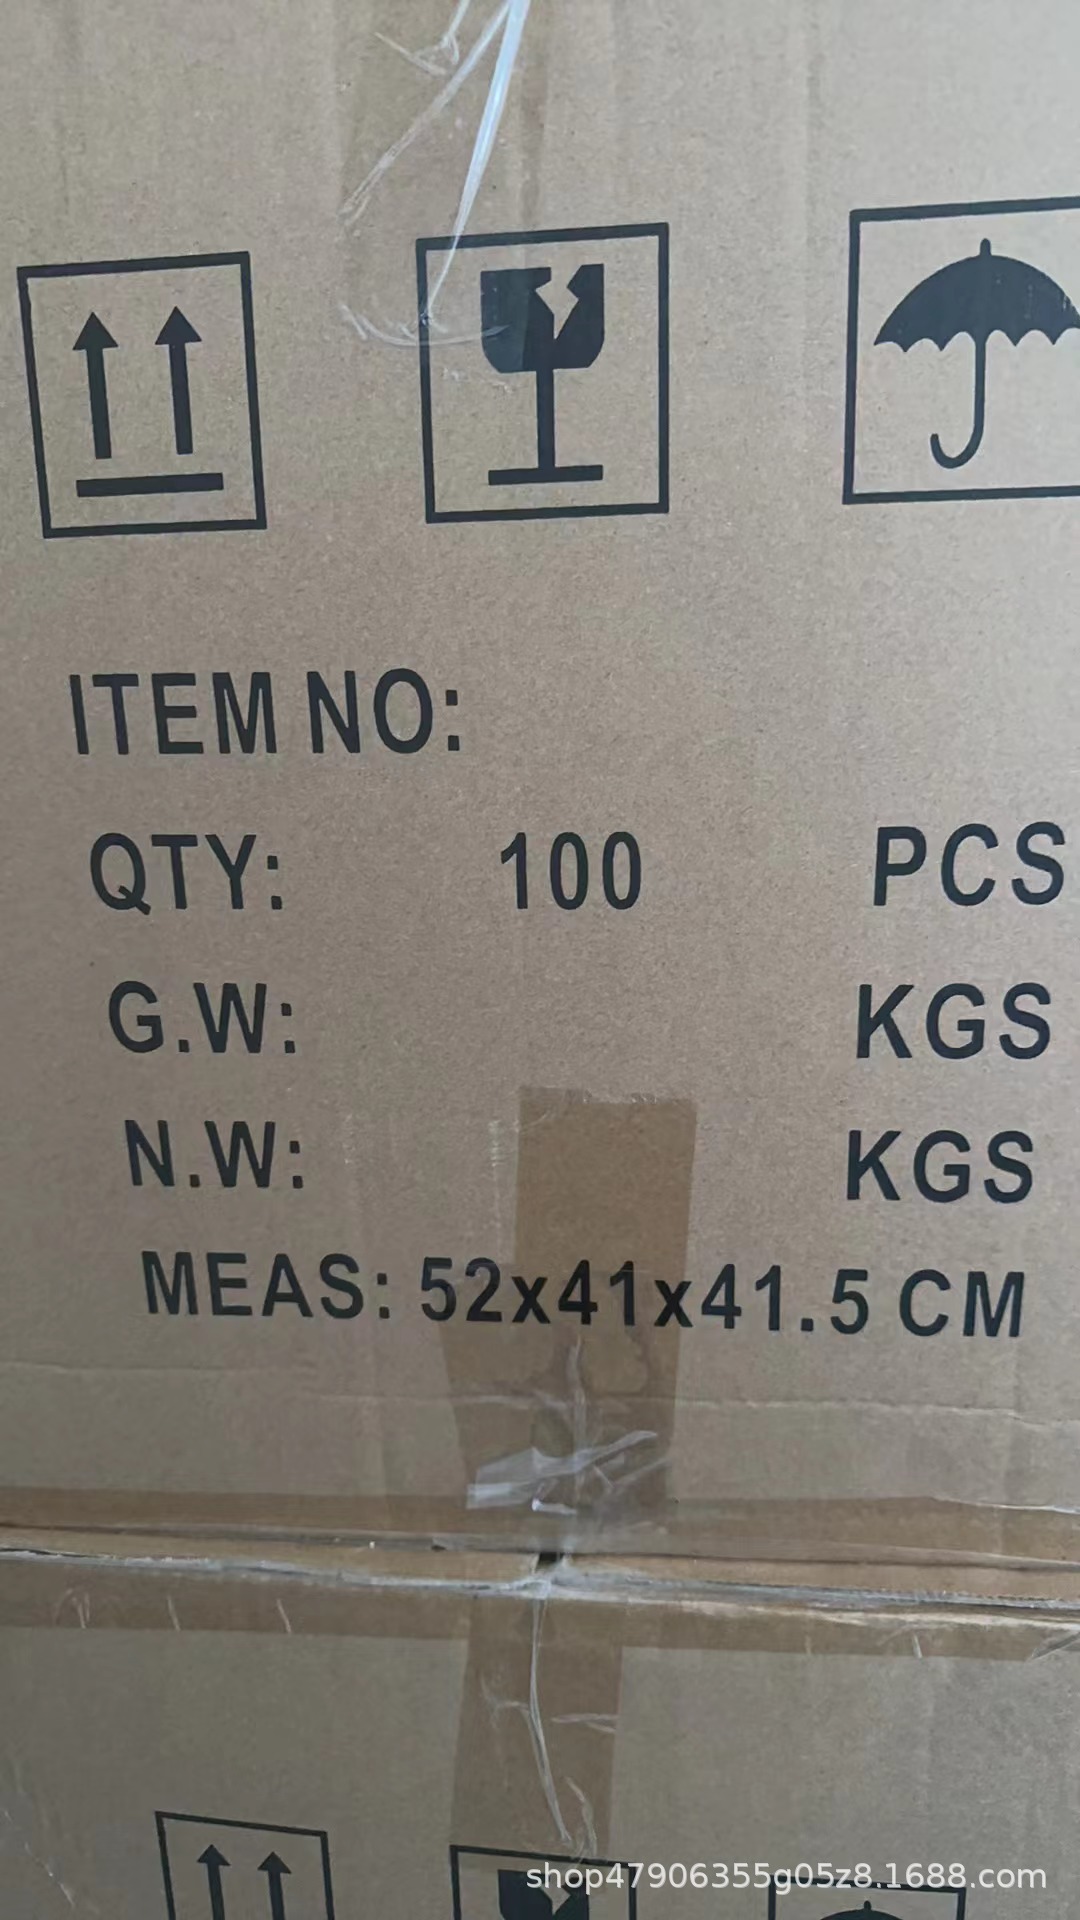 ITEM NO:
QTY: 100 PCS
G.W: KGS
N.W: KGS
MEAS: 52x41x41.5 CM
shop47906355g05z8.1688.com